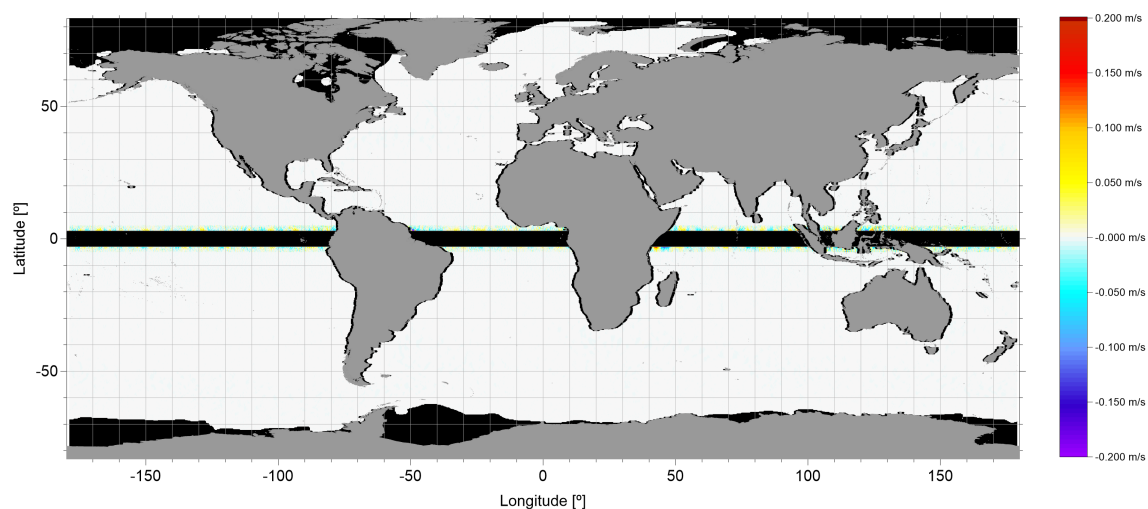 0.200 m/s
0.150 m/s
0.100 m/s
0.050 m/s
-0.000 m/s
-0.050 m/s
-0.100 m/s
-0.150 m/s
-0.200 m/s
Latitude [º]
50
0
-50
-150 -100 -50 0 50 100 150
Longitude [º]